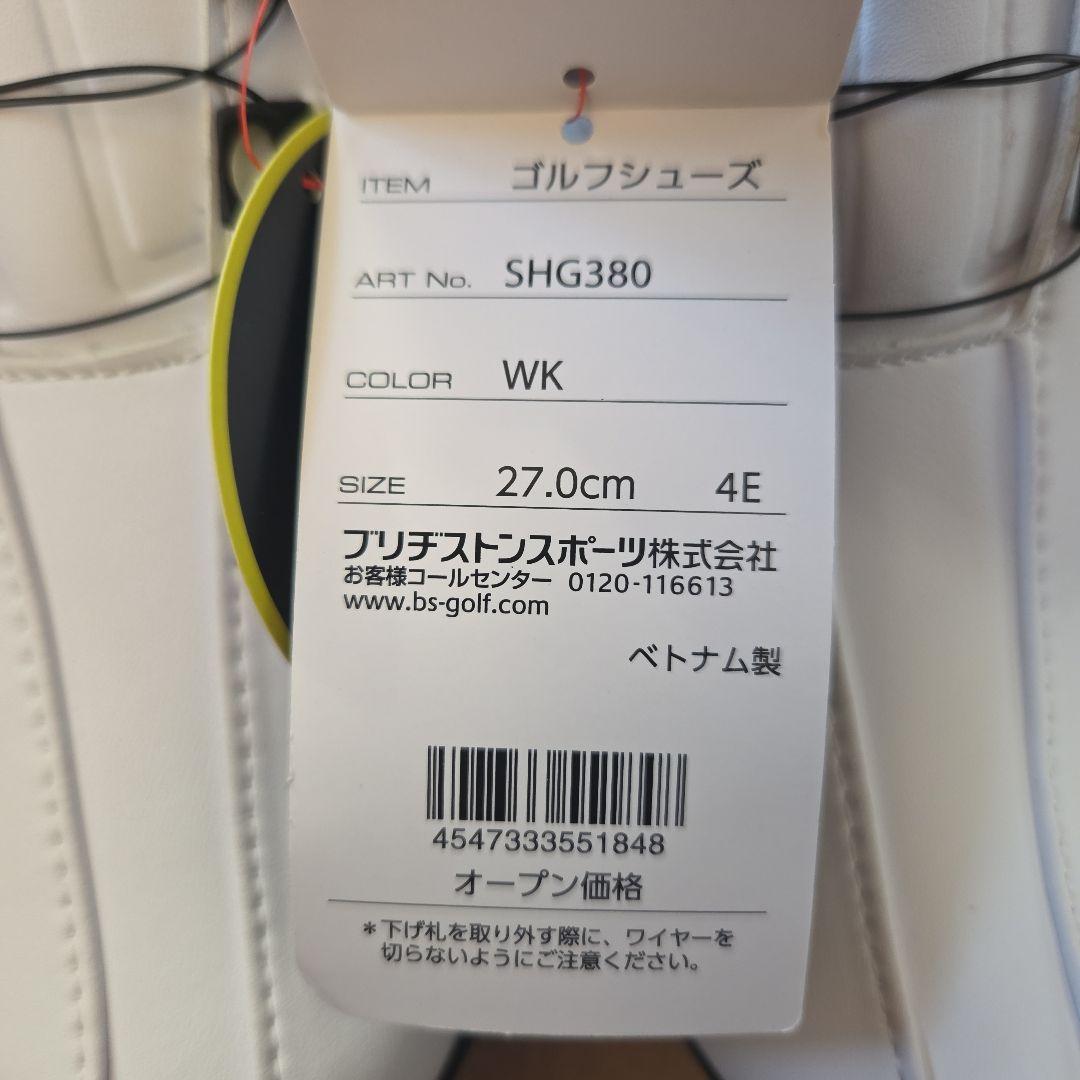 ITEM ゴルフシューズ
ART No. SHG380
COLOR WK
SIZE 27.0cm 4E
ブリヂストンスポーツ株式会社
お客様コールセンター 0120-116613
www.bs-golf.com
ベトナム製
4547333551848
オープン価格
*下げ札を取り外す際に、ワイヤーを
切らないようにご注意ください。